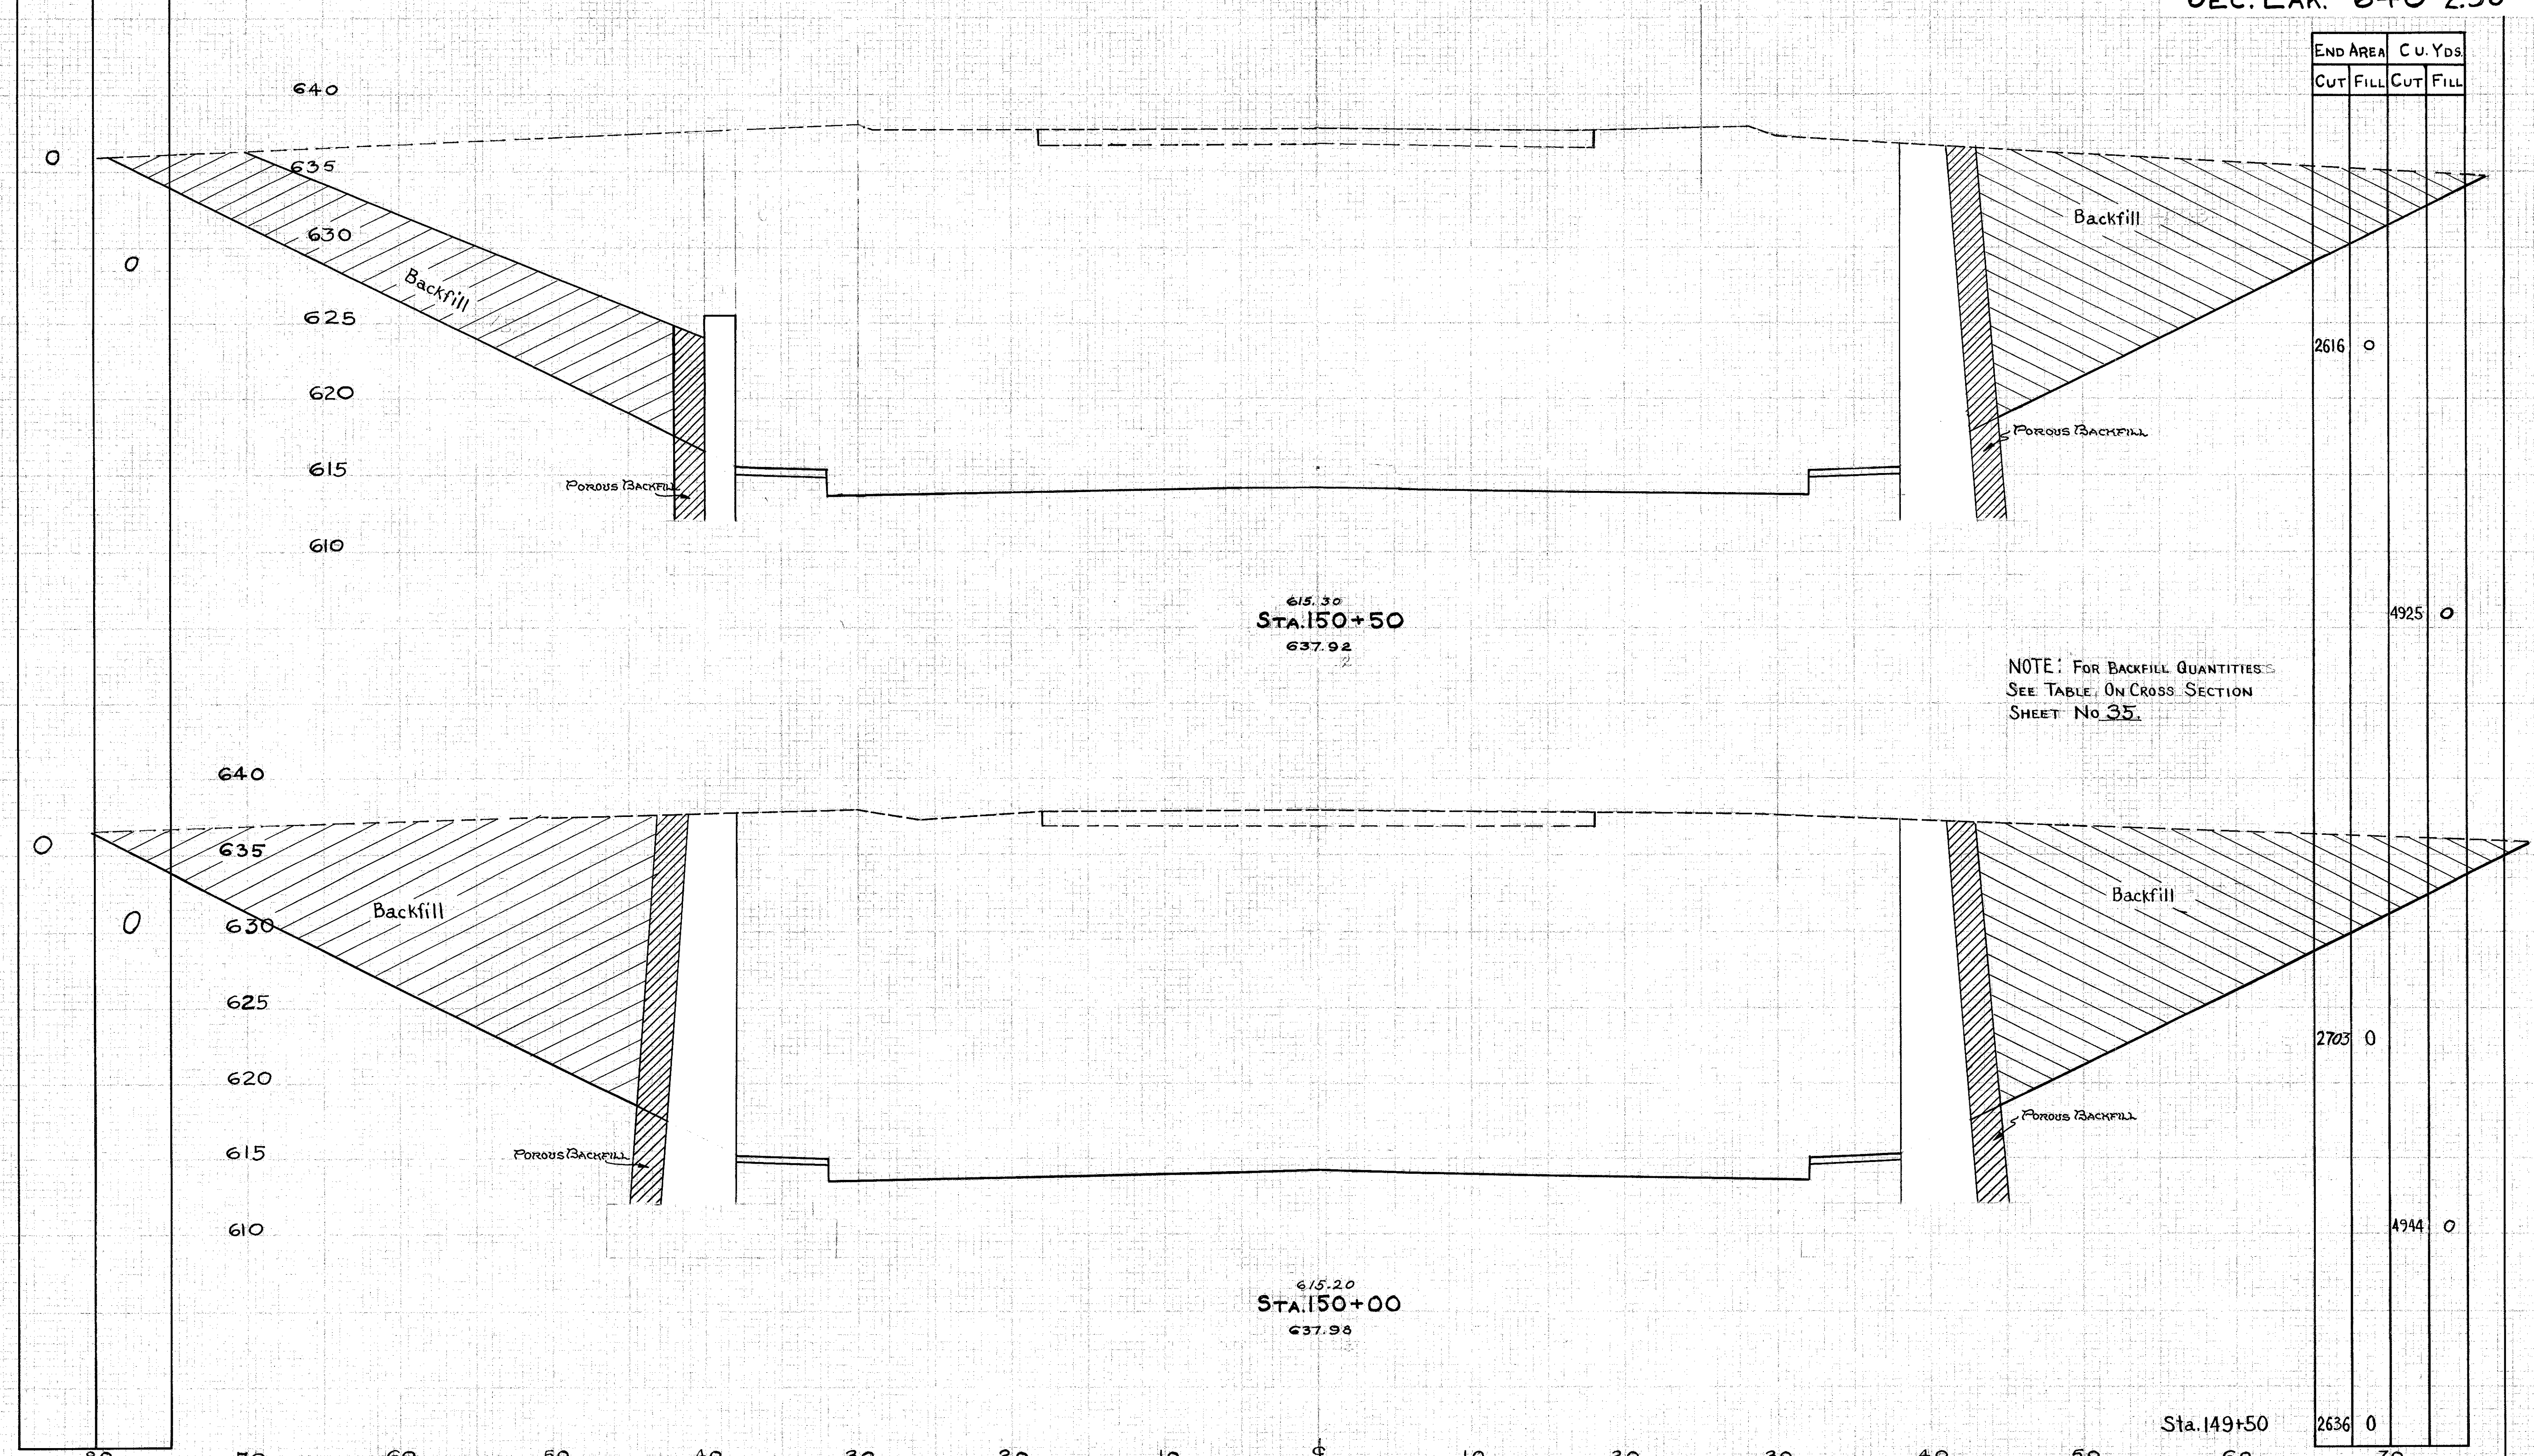 END AREA CU. YDS.
CUT FILL CUT FILL
640
0
635
Backfill
630
0
Backfill
625
2616 0
620
POROUS BACKFILL
615
POROUS BACKFILL
610
615.30
STA. 150+50
637.92
4925 0
NOTE: FOR BACKFILL QUANTITIES
SEE TABLE ON CROSS SECTION
SHEET NO 35.
640
0
635
Backfill
Backfill
630
0
625
2703 0
620
POROUS BACKFILL
615
POROUS BACKFILL
610
4944 0
615.20
STA. 150+00
637.98
Sta. 149+50 2636 0